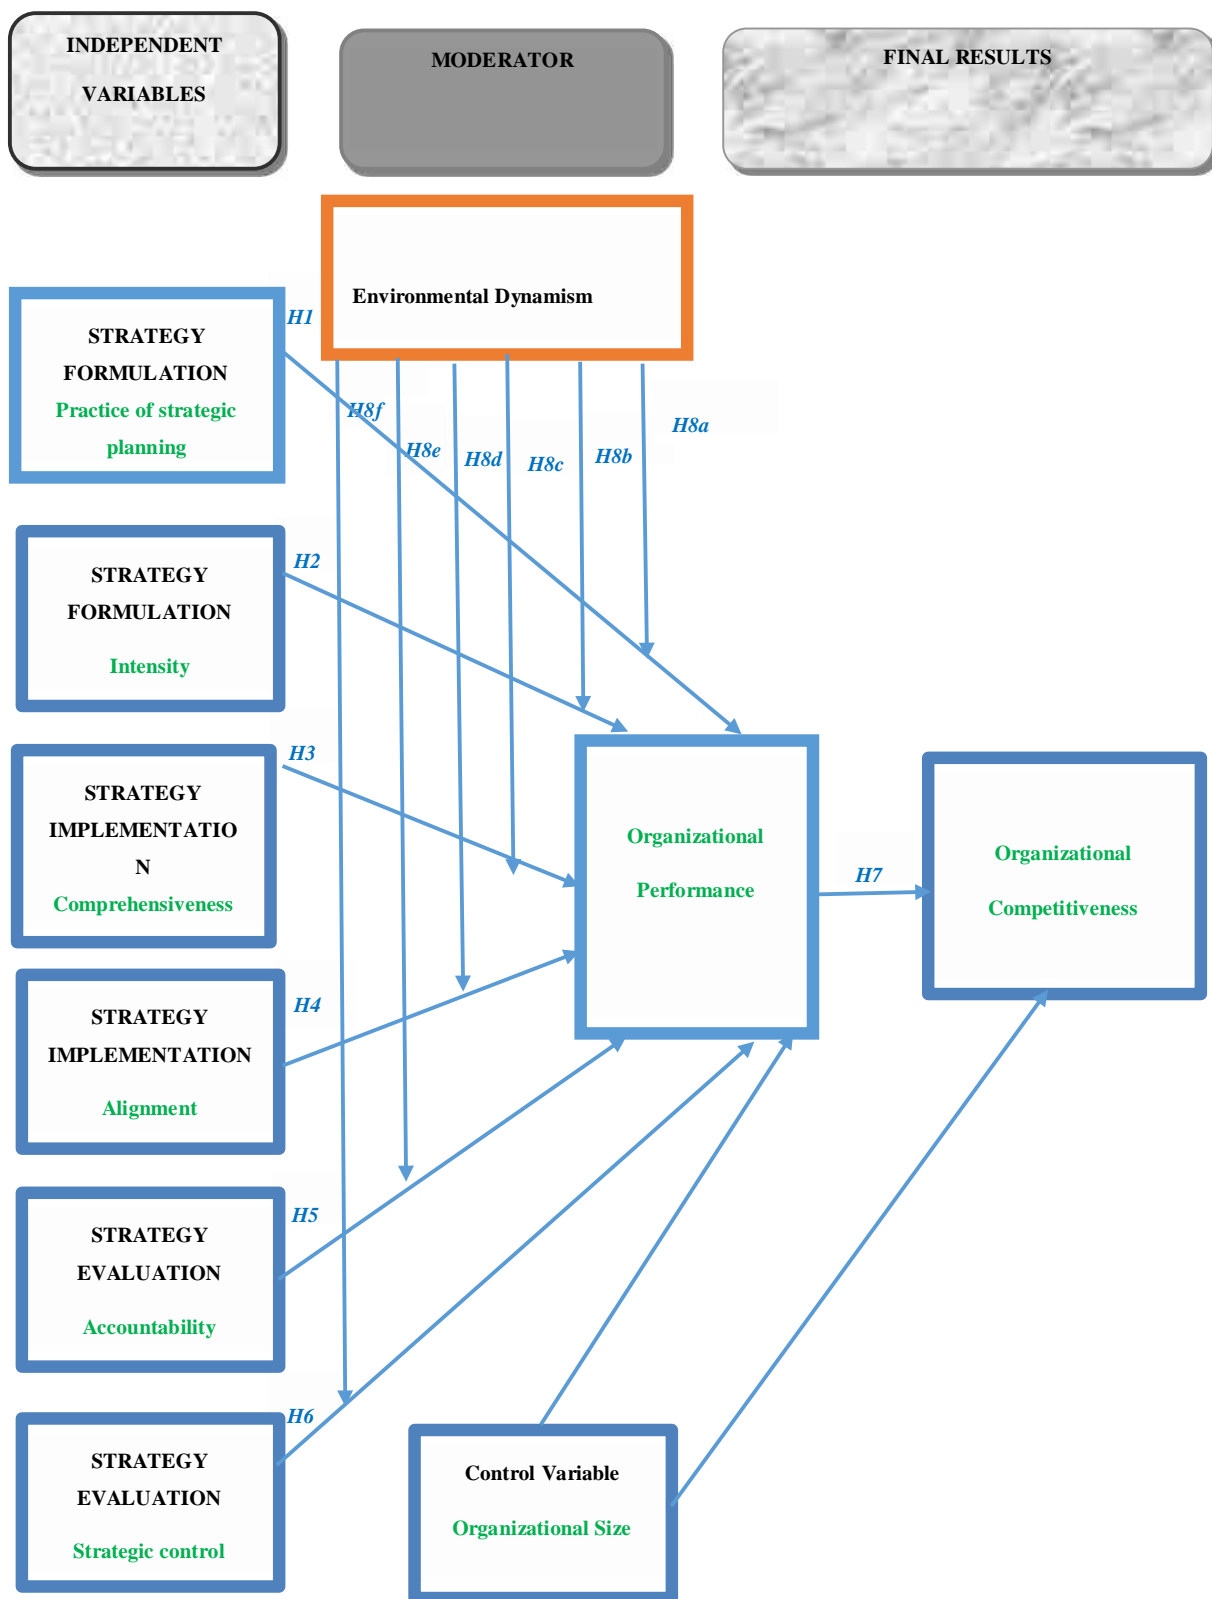 INDEPENDENT
VARIABLES
MODERATOR
FINAL RESULTS
Environmental Dynamism
H1
STRATEGY
FORMULATION
Practice of strategic
planning
H8f
H8e
H8d
H8c
H8b
H8a
H2
STRATEGY
FORMULATION
Intensity
H3
STRATEGY
IMPLEMENTATIO
N
Comprehensiveness
Organizational
Performance
H7
Organizational
Competitiveness
H4
STRATEGY
IMPLEMENTATION
Alignment
H5
STRATEGY
EVALUATION
Accountability
H6
STRATEGY
EVALUATION
Strategic control
Control Variable
Organizational Size